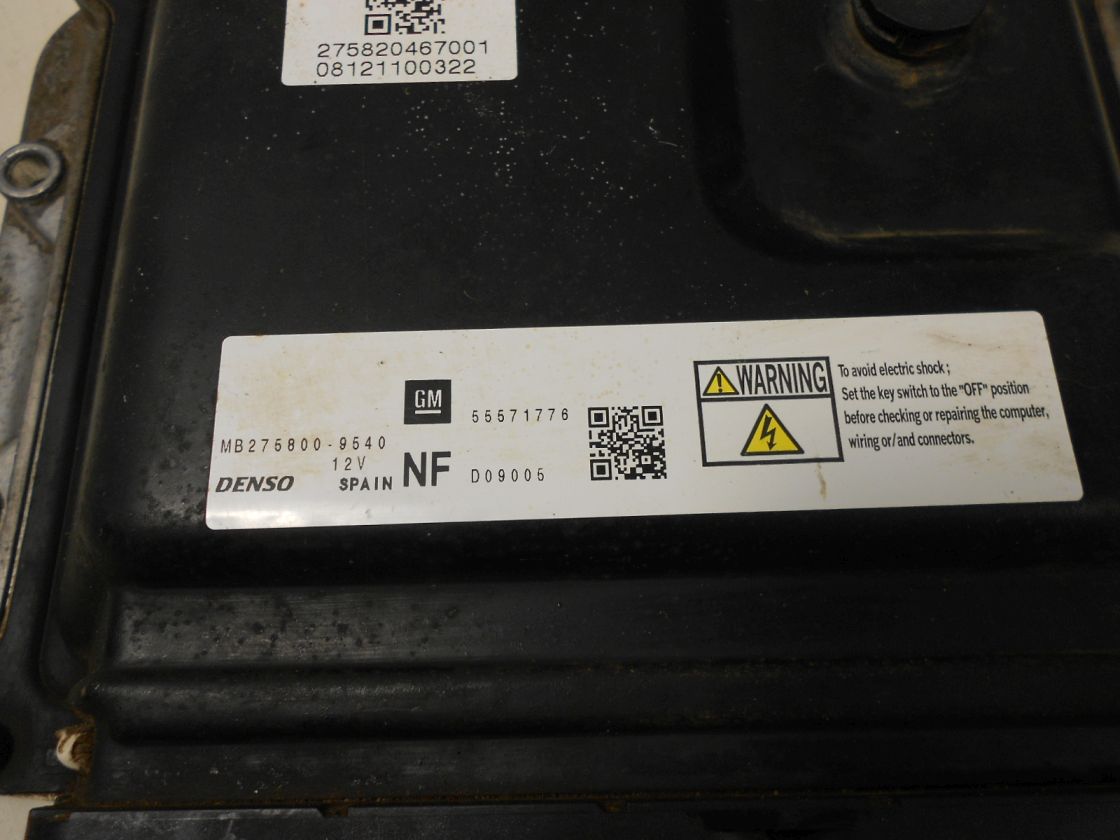 275820467001
08121100322
GM
55571776
MB275800-9540
12V
DENSO
SPAIN
NF
D09005
WARNING
To avoid electric shock ;
Set the key switch to the "OFF" position
before checking or repairing the computer,
wiring or/and connectors.